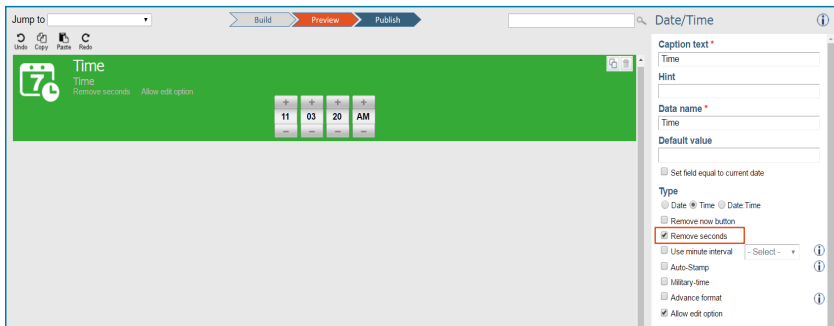 Jump to
Build
Preview
Publish
Undo
Copy
Paste
Redo
7
Time
Time
Remove seconds Allow edit option
+ + + +
11 03 20 AM
− − − −
Date/Time
Caption text *
Time
Hint
Data name *
Time
Default value
Set field equal to current date
Type
Date Time Date:Time
Remove now button
Remove seconds
Use minute interval - Select -
Auto-Stamp
Military-time
Advance format
Allow edit option